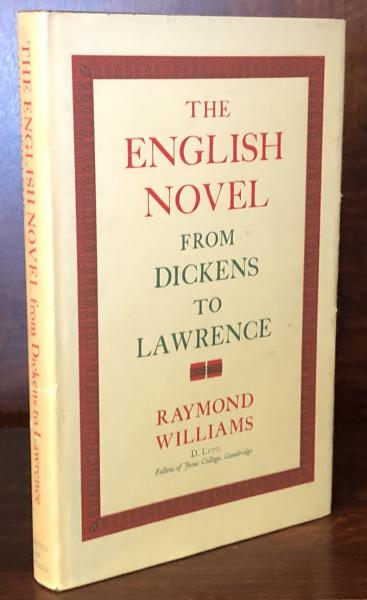 THE
ENGLISH
NOVEL
FROM
DICKENS
TO
LAWRENCE
RAYMOND
WILLIAMS
D. LITT.
Fellow of Jesus College, Cambridge
THE ENGLISH NOVEL from Dickens to Lawrence